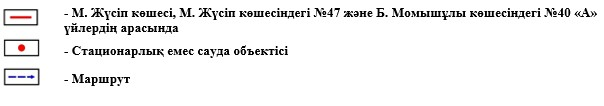 - М. Жүсіп көшесі, М. Жүсіп көшесіндегі №47 және Б. Момышұлы көшесіндегі №40 «А»
үйлердің арасында
- Стационарлық емес сауда объектісі
- Маршрут